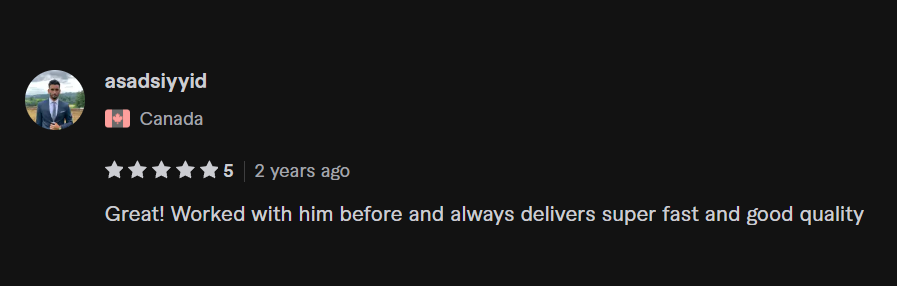 asadsiyyid
Canada
5 2 years ago
Great! Worked with him before and always delivers super fast and good quality